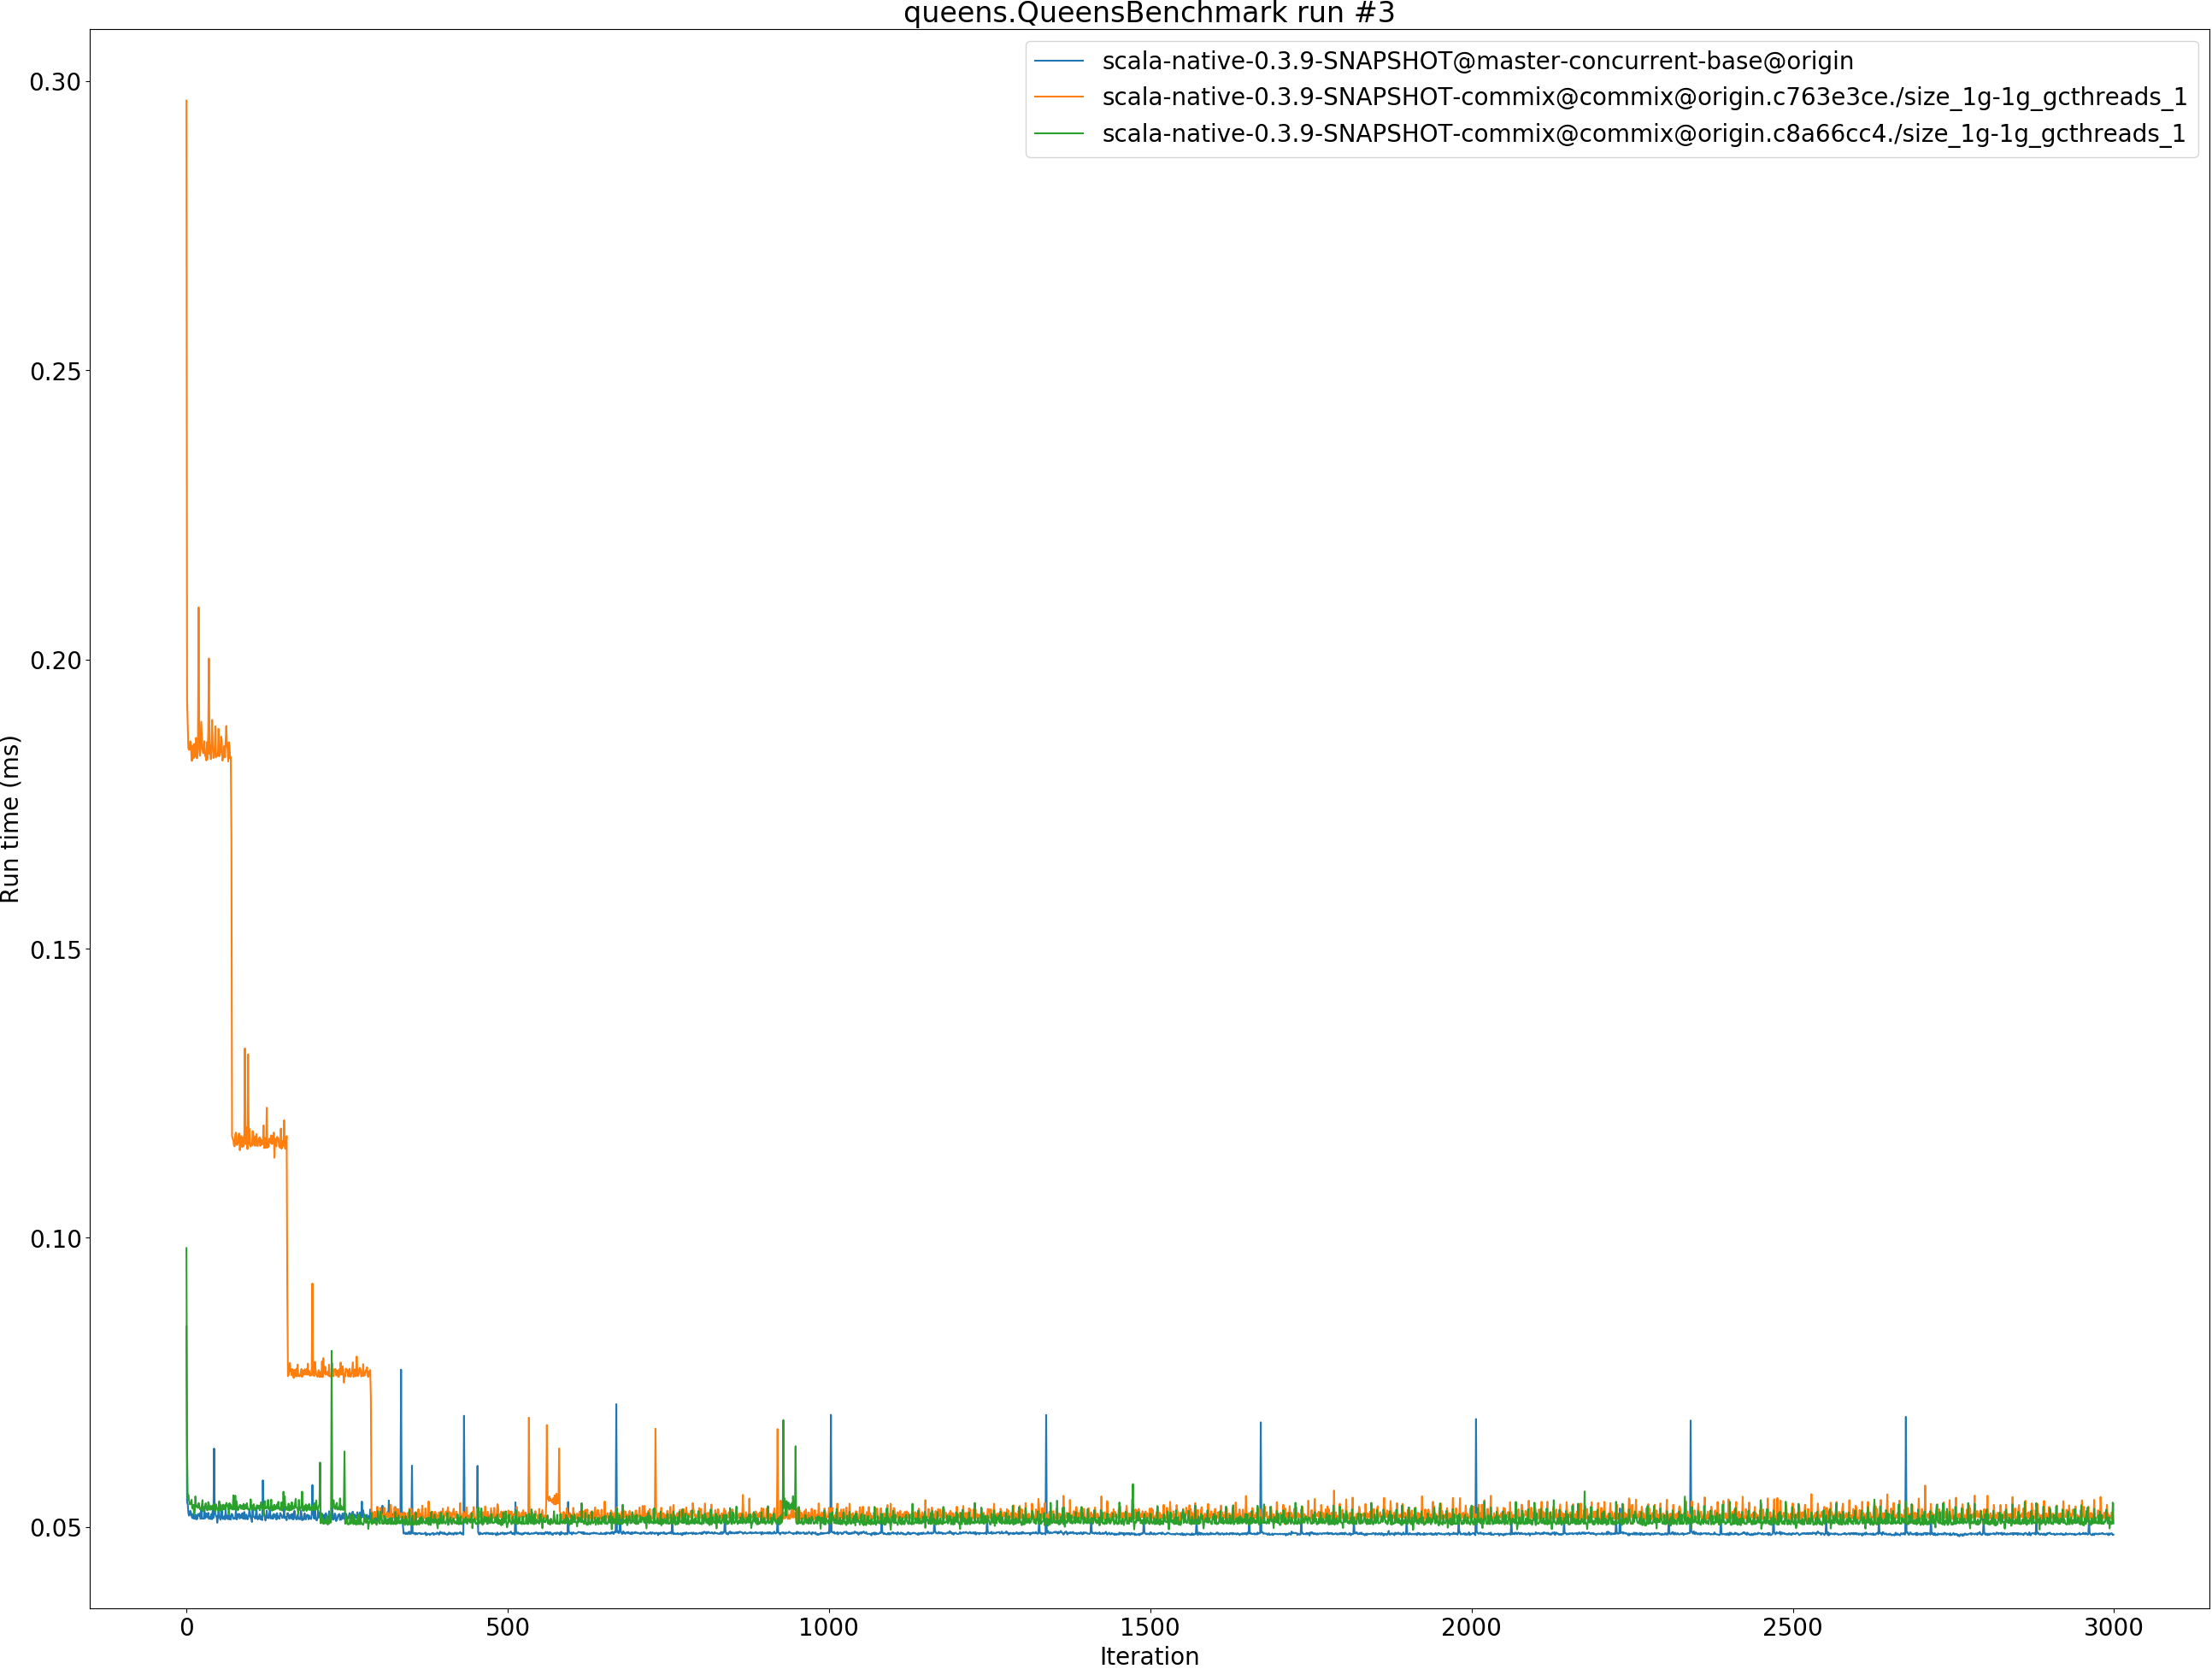 queens.QueensBenchmark run #3
scala-native-0.3.9-SNAPSHOT@master-concurrent-base@origin
scala-native-0.3.9-SNAPSHOT-commix@commix@origin.c763e3ce./size_1g-1g_gcthreads_1
scala-native-0.3.9-SNAPSHOT-commix@commix@origin.c8a66cc4./size_1g-1g_gcthreads_1
0.30
0.25
0.20
0.15
0.10
0.05
Run time (ms)
0 500 1000 1500 2000 2500 3000
Iteration